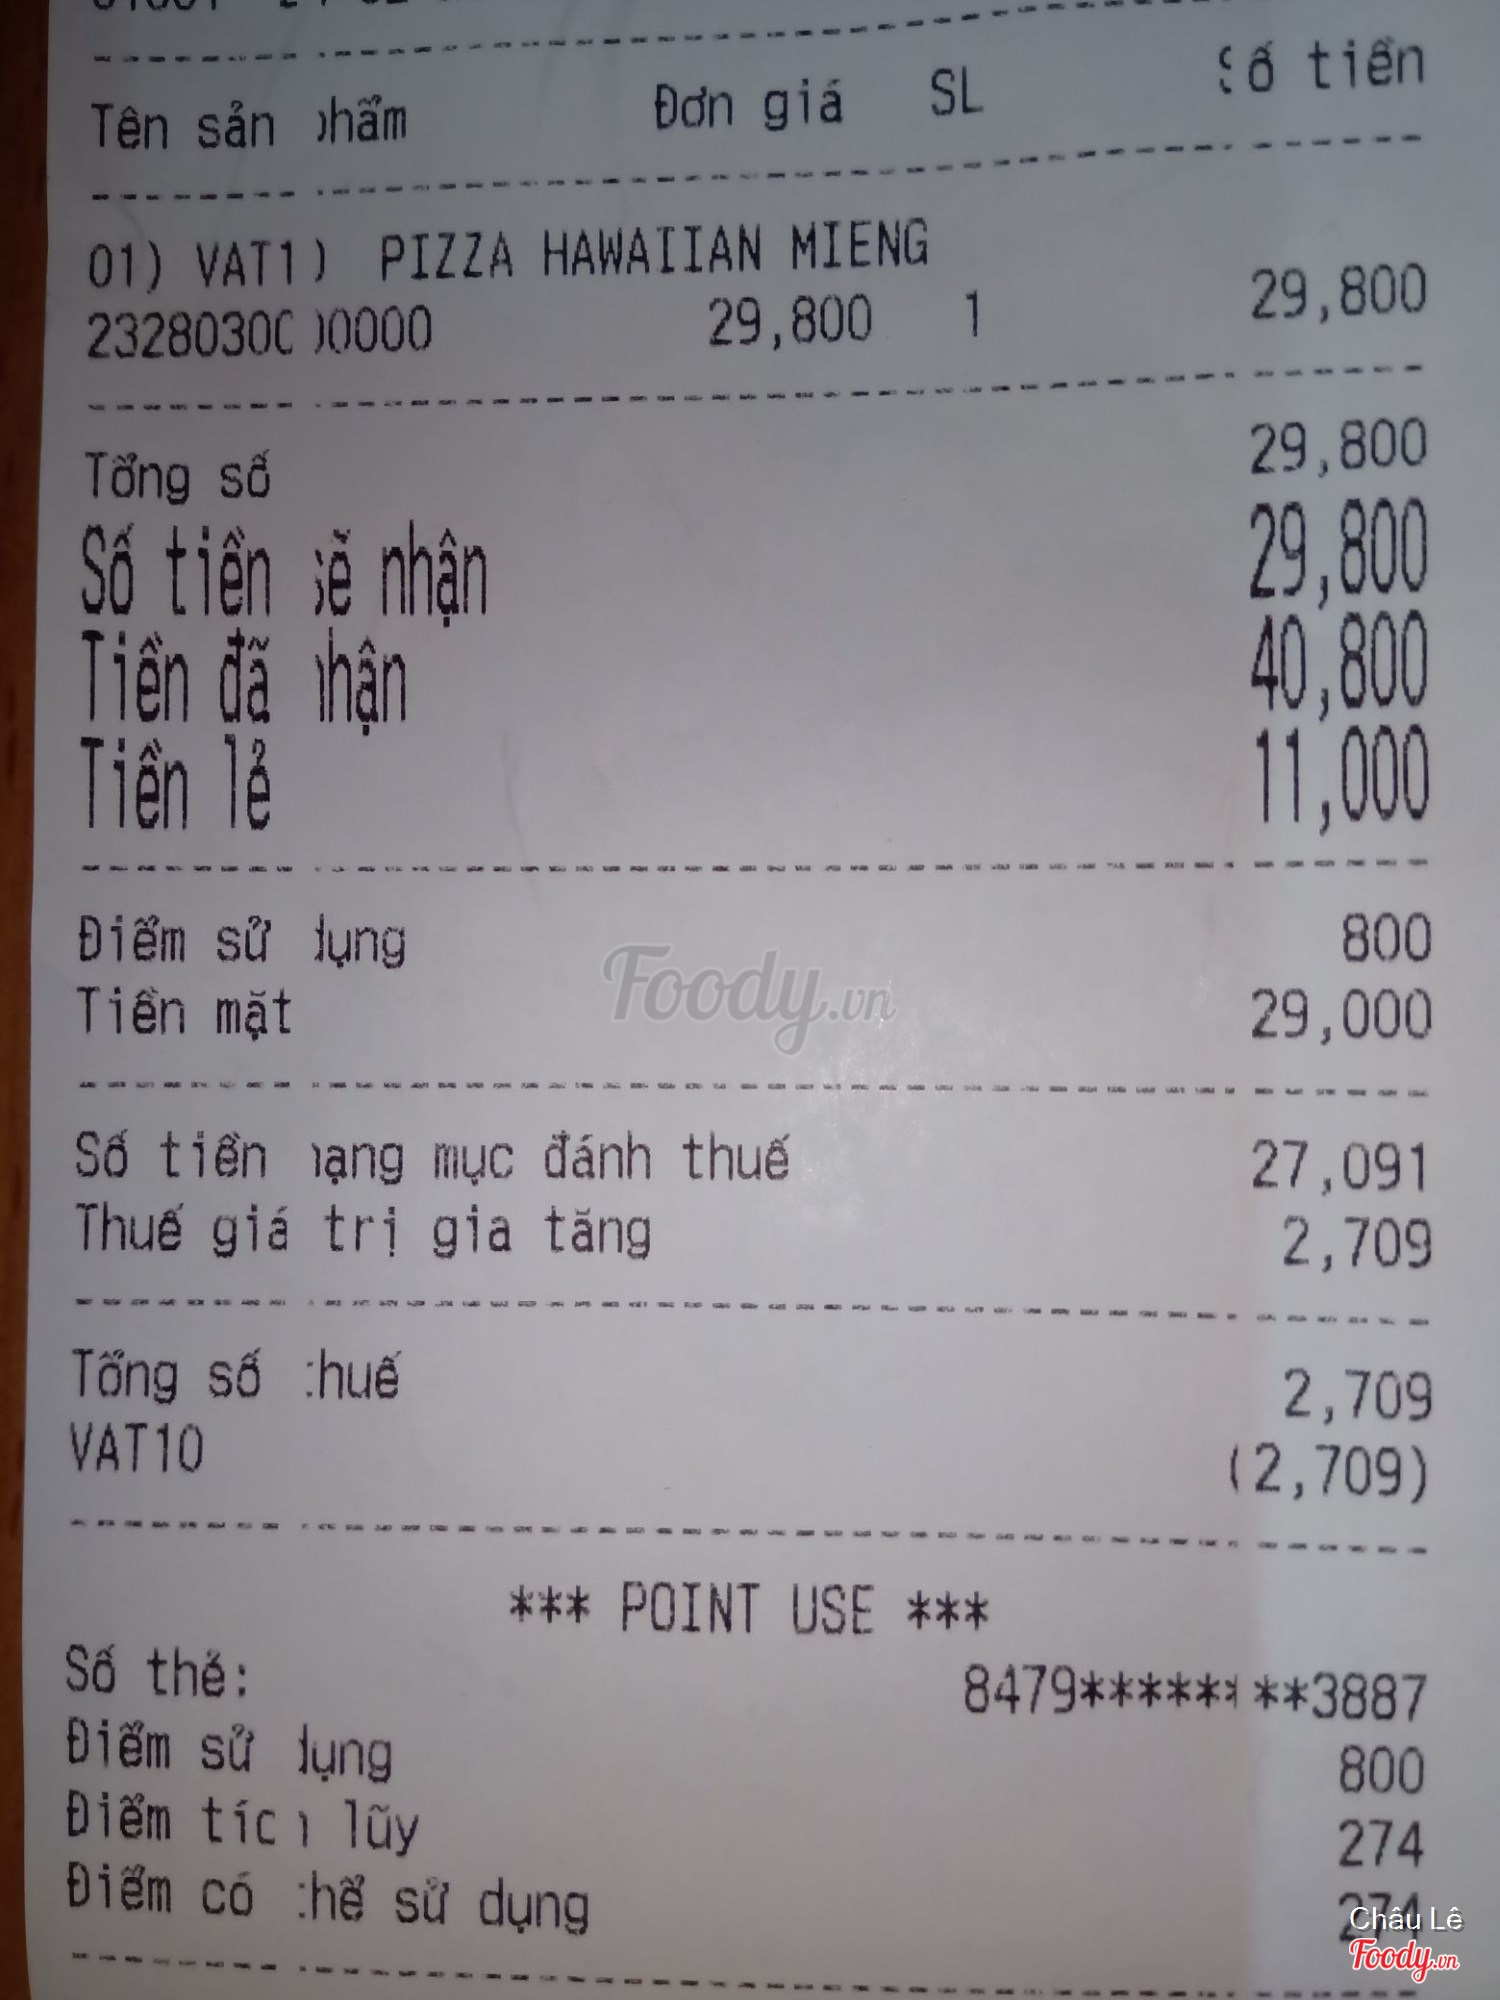 Tên sản phẩm Đơn giá SL Số tiền
01) VAT1) PIZZA HAWAIIAN MIENG
2328030000000 29,800 1 29,800
Tổng số 29,800
Số tiền sẽ nhận 29,800
Tiền đã nhận 40,800
Tiền lẻ 11,000
Điểm sử dụng 800
Tiền mặt 29,000
Foody.vn
Số tiền hạng mục đánh thuế 27,091
Thuế giá trị gia tăng 2,709
Tổng số thuế 2,709
VAT10 (2,709)
*** POINT USE ***
Số thẻ: 8479********3887
Điểm sử dụng 800
Điểm tích lũy 274
Điểm có thể sử dụng 274
Châu Lê
Foody.vn